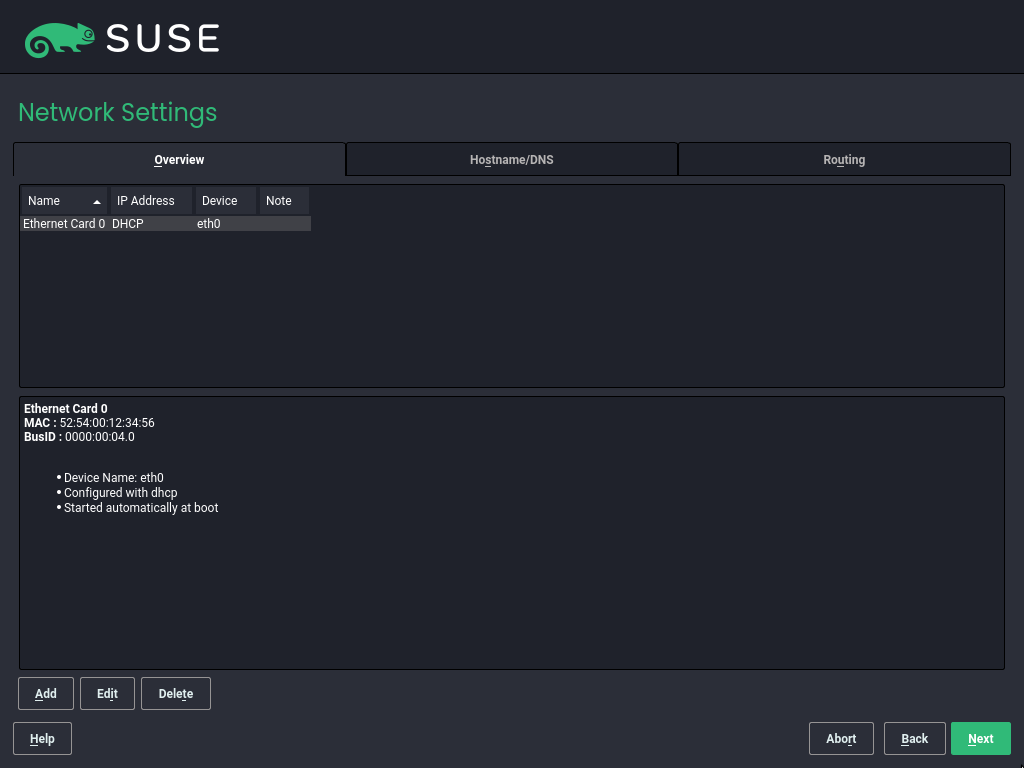 SUSE
Network Settings
Overview Hostname/DNS Routing
Name IP Address Device Note
Ethernet Card 0 DHCP eth0
Ethernet Card 0
MAC : 52:54:00:12:34:56
BusID : 0000:00:04.0
• Device Name: eth0
• Configured with dhcp
• Started automatically at boot
Add Edit Delete
Help Abort Back Next